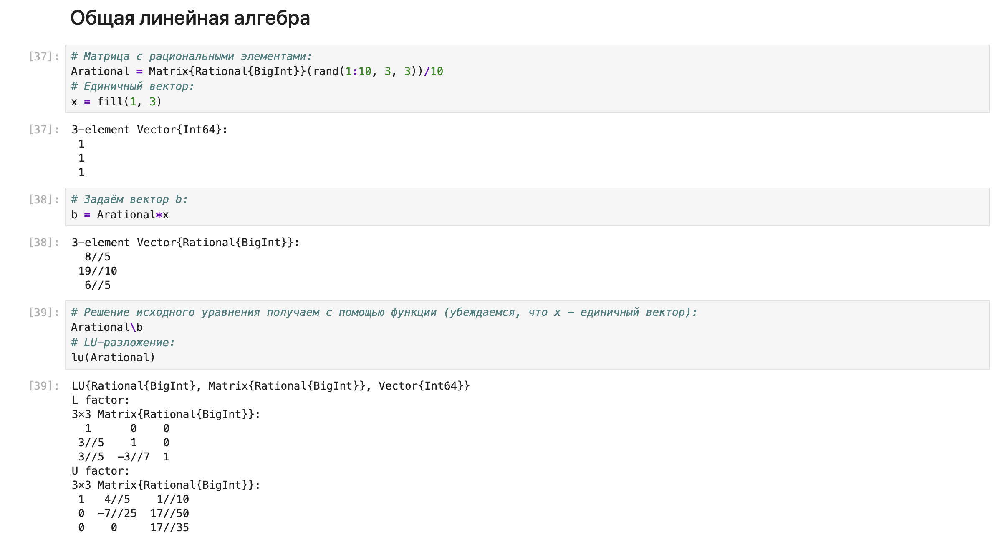 Общая линейная алгебра
[37]: # Матрица с рациональными элементами:
Arational = Matrix{Rational{BigInt}}(rand(1:10, 3, 3))/10
# Единичный вектор:
x = fill(1, 3)
[37]: 3-element Vector{Int64}:
 1
 1
 1
[38]: # Задаём вектор b:
b = Arational*x
[38]: 3-element Vector{Rational{BigInt}}:
  8//5
 19//10
  6//5
[39]: # Решение исходного уравнения получаем с помощью функции (убеждаемся, что x - единичный вектор):
Arational\b
# LU-разложение:
lu(Arational)
[39]: LU{Rational{BigInt}, Matrix{Rational{BigInt}}, Vector{Int64}}
L factor:
3×3 Matrix{Rational{BigInt}}:
  1      0    0
 3//5    1    0
 3//5  -3//7  1
U factor:
3×3 Matrix{Rational{BigInt}}:
 1   4//5    1//10
 0  -7//25  17//50
 0    0     17//35